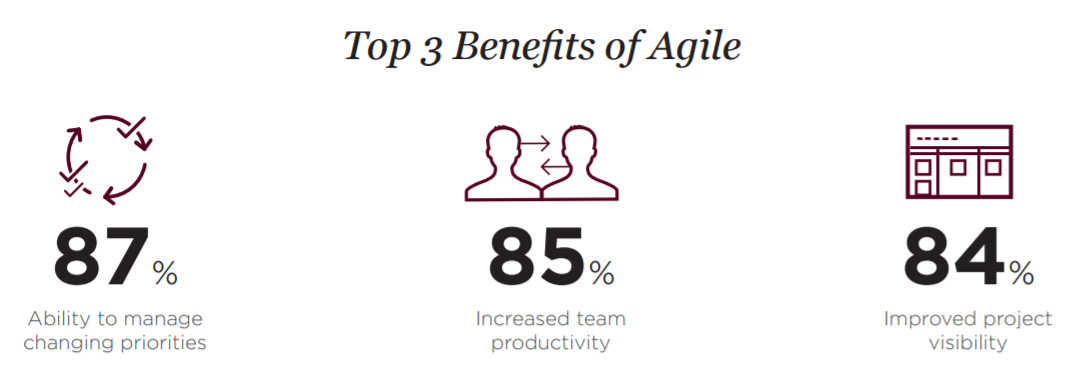 Top 3 Benefits of Agile
87%
85%
84%
Ability to manage
changing priorities
Increased team
productivity
Improved project
visibility